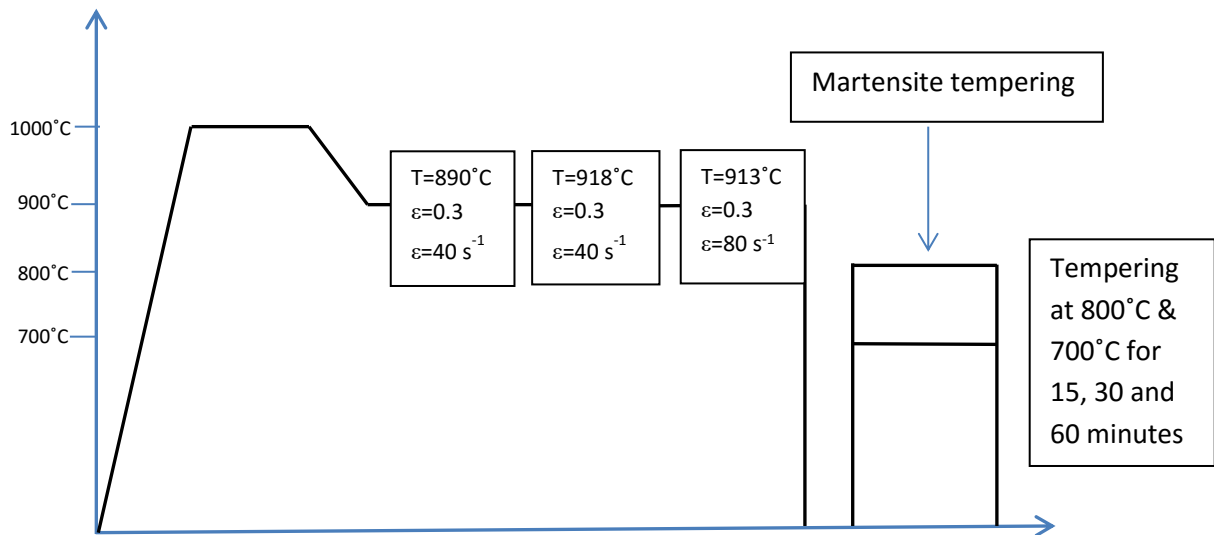 Martensite tempering
1000˚C
900˚C
800˚C
700˚C
T=890˚C
ε=0.3
ε=40 s⁻¹
T=918˚C
ε=0.3
ε=40 s⁻¹
T=913˚C
ε=0.3
ε=80 s⁻¹
Tempering
at 800˚C &
700˚C for
15, 30 and
60 minutes